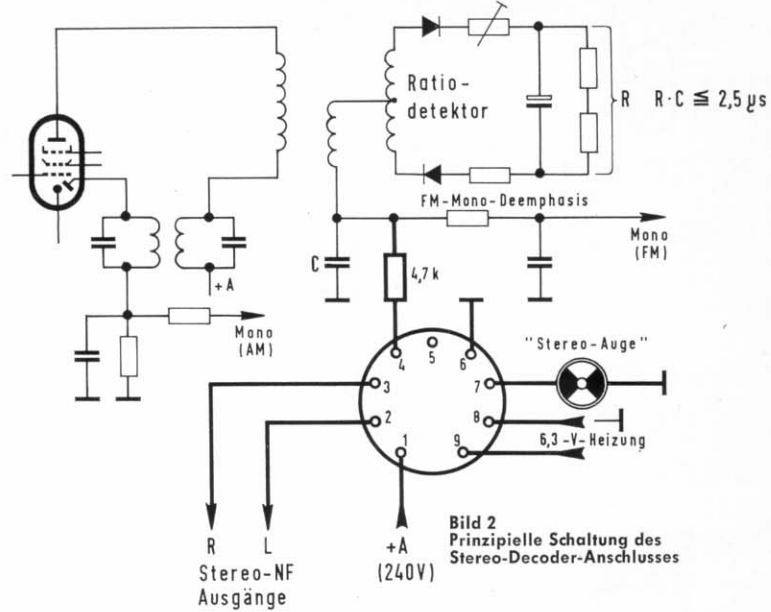 Ratio-
detektor
R R·C ≦ 2,5 µs
FM-Mono-Deemphasis
Mono
(FM)
C
4,7k
+A
Mono
(AM)
"Stereo-Auge"
4
5
6
3
7
2
8
1
9
6,3-V-Heizung
R L
Stereo-NF
Ausgänge
+A
(240V)
Bild 2
Prinzipielle Schaltung des
Stereo-Decoder-Anschlusses